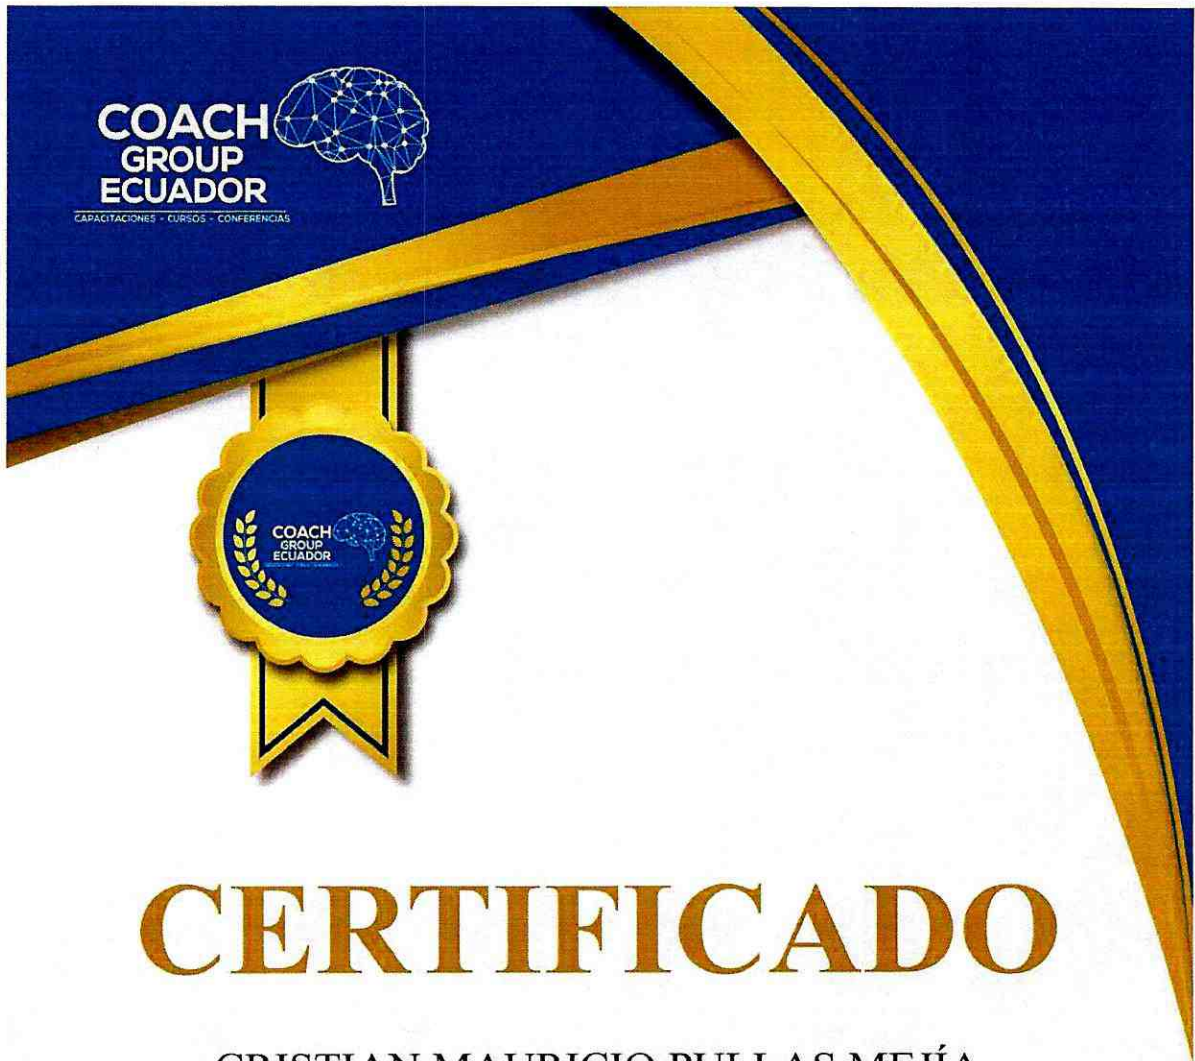 COACH
GROUP
ECUADOR
CAPACITACIONES - CURSOS - CONFERENCIAS
COACH
GROUP
ECUADOR
CERTIFICADO
CRISTIAN MAURICIO PULLAS MEJÍA